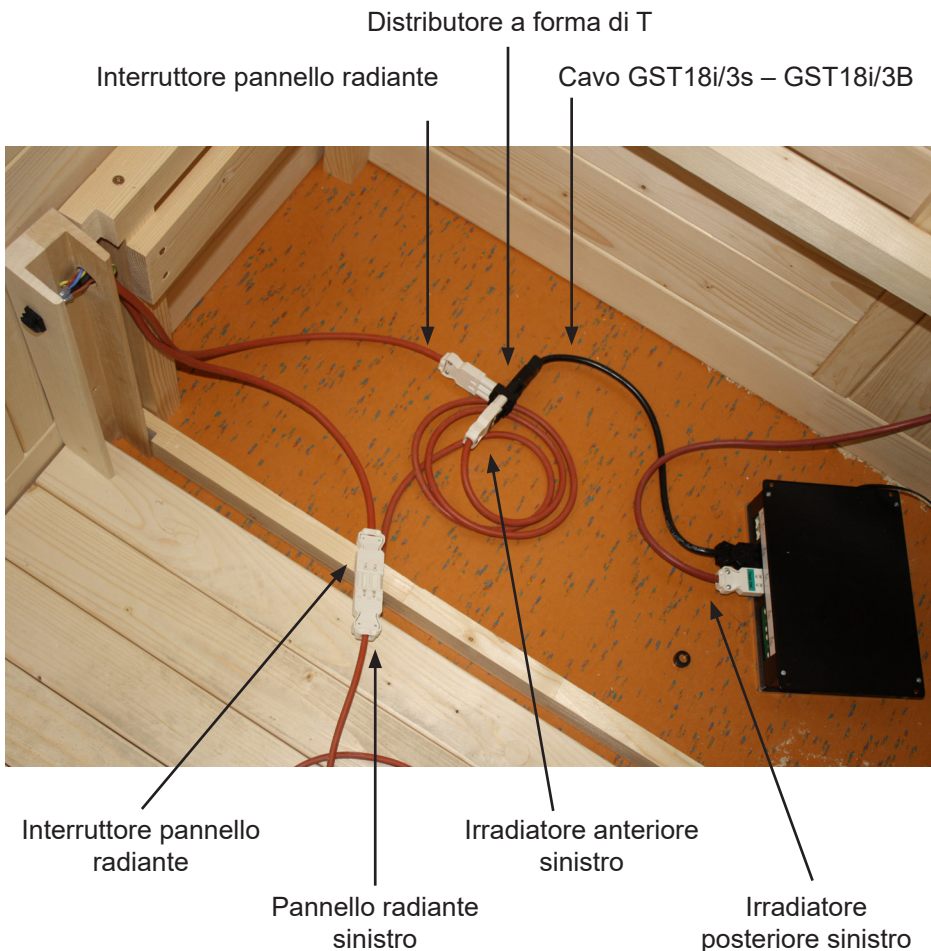 Distributore a forma di T
Interruttore pannello radiante
Cavo GST18i/3s – GST18i/3B
Interruttore pannello
radiante
Irradiatore anteriore
sinistro
Pannello radiante
sinistro
Irradiatore
posteriore sinistro